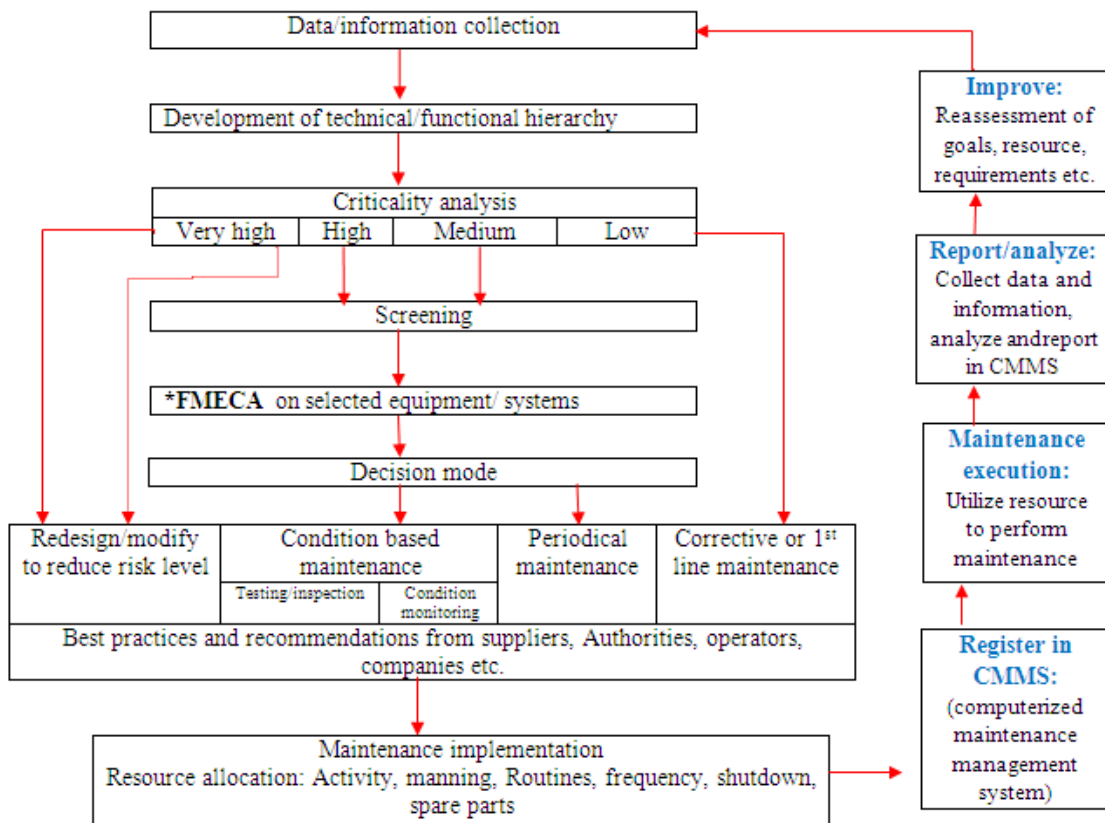 Data/information collection
Development of technical/functional hierarchy
Criticality analysis
Very high
High
Medium
Low
Screening
*FMECA on selected equipment/ systems
Decision mode
Redesign/modify
to reduce risk level
Condition based
maintenance
Testing/inspection
Condition
monitoring
Periodical
maintenance
Corrective or 1st
line maintenance
Best practices and recommendations from suppliers, Authorities, operators,
companies etc.
Maintenance implementation
Resource allocation: Activity, manning, Routines, frequency, shutdown,
spare parts
Register in
CMMS:
(computerized
maintenance
management
system)
Maintenance
execution:
Utilize resource
to perform
maintenance
Report/analyze:
Collect data and
information,
analyze andreport
in CMMS
Improve:
Reassessment of
goals, resource,
requirements etc.